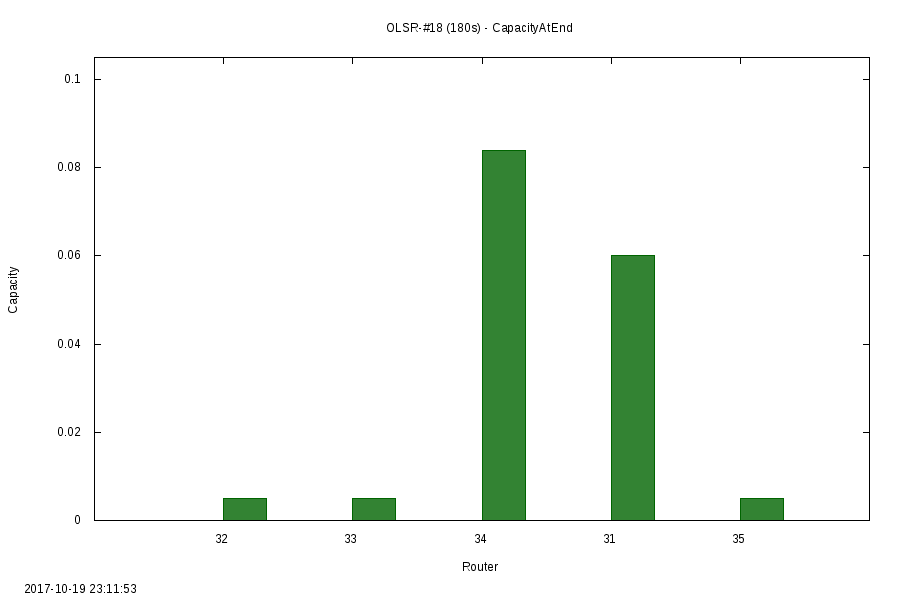 OLSR-#18 (180s) - CapacityAtEnd
0.1
0.08
0.06
0.04
0.02
0
Capacity
32 33 34 31 35
Router
2017-10-19 23:11:53